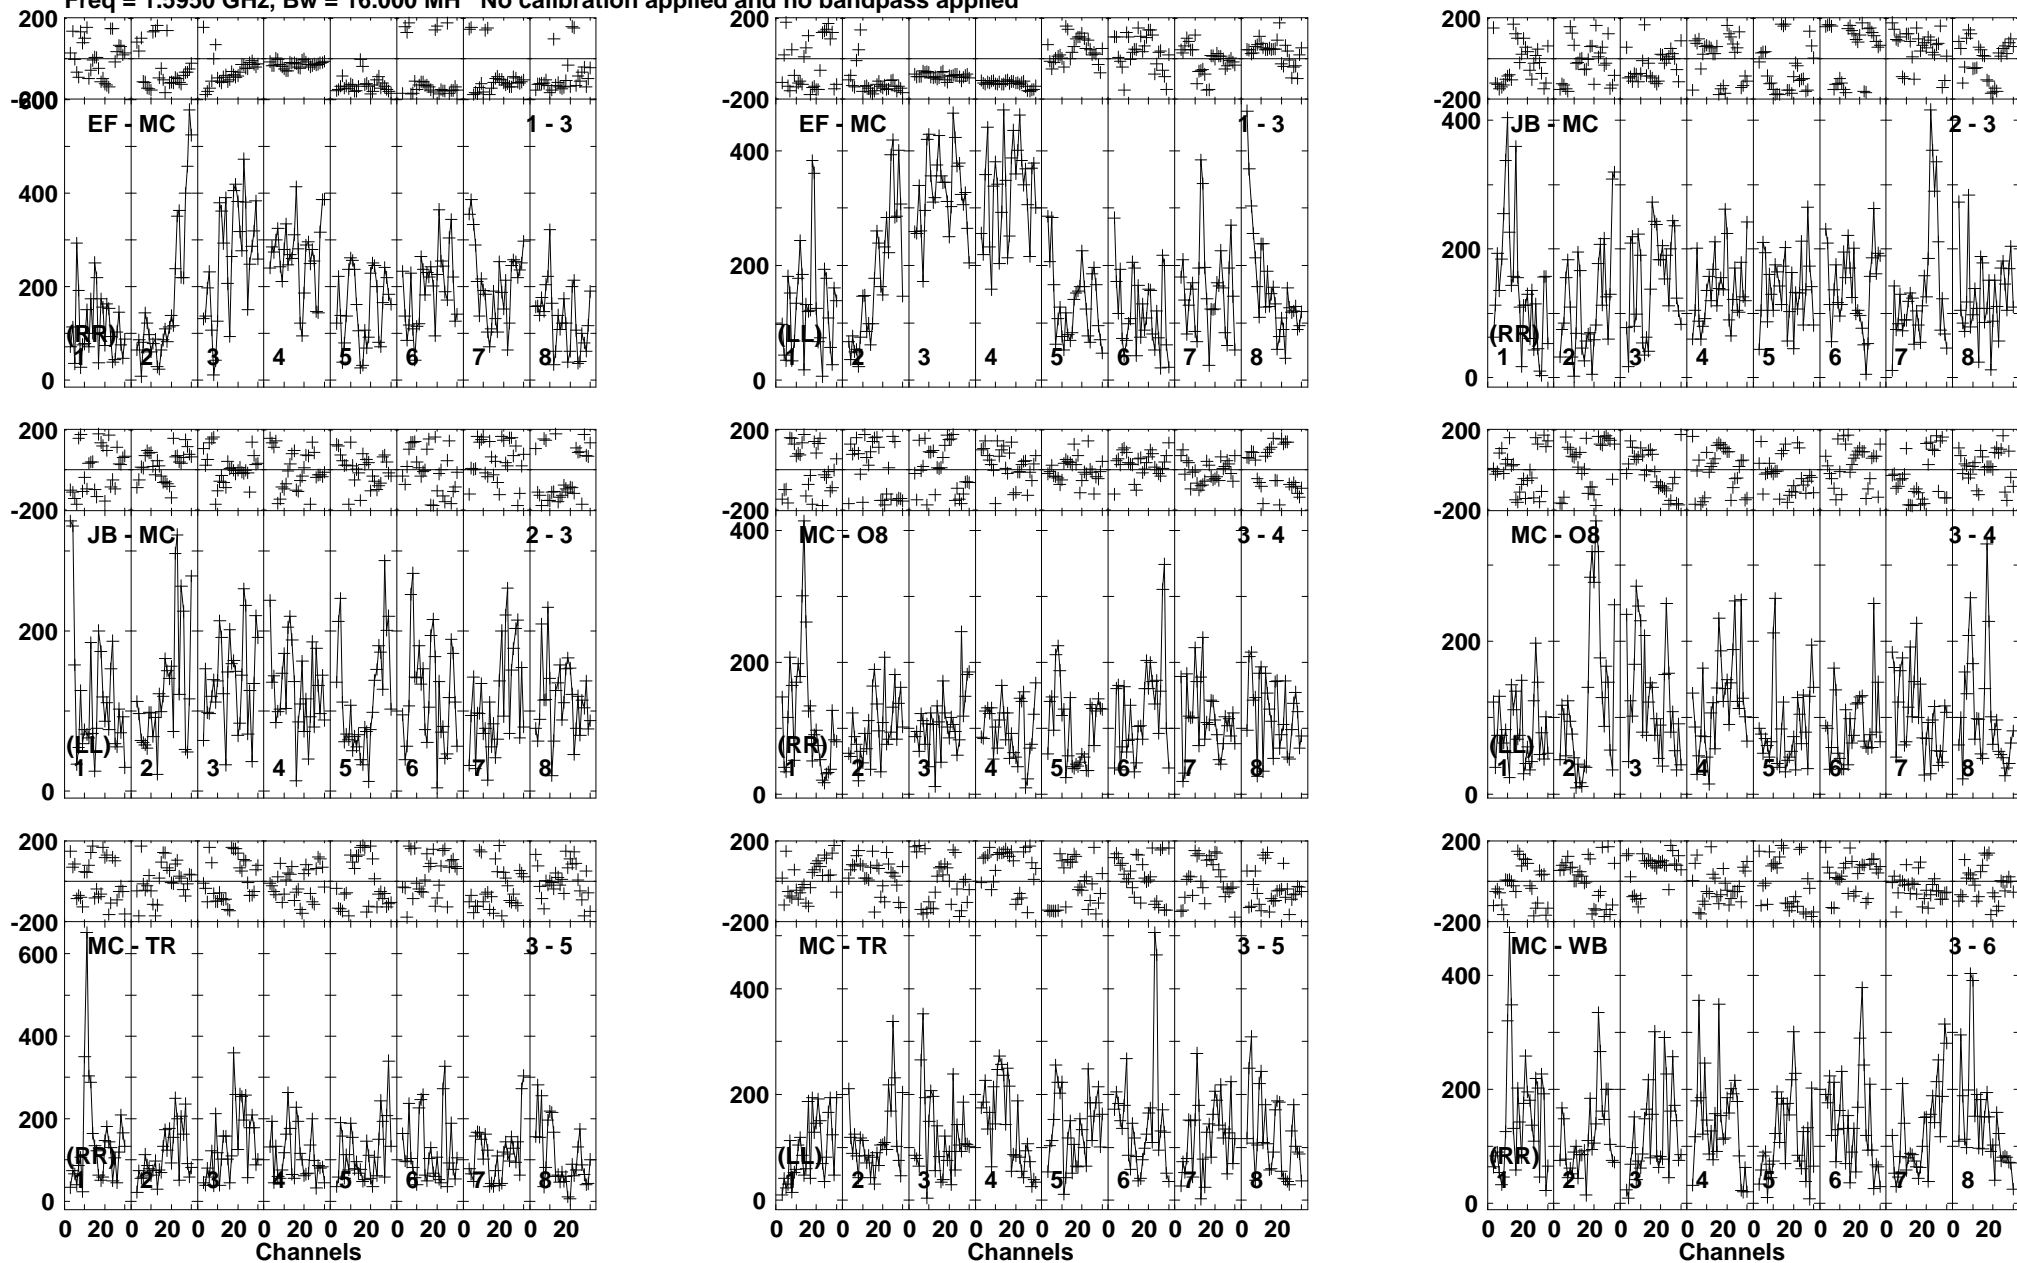 Freq = 1.5950 GHz, Bw = 16.000 MH No calibration applied and no bandpass applied
200 200 200
-200 -200 -200
600
EF - MC 1 - 3 EF - MC 1 - 3 JB - MC 2 - 3
400 400 400
200 200 200
(RR) (LL) (RR)
1 2 3 4 5 6 7 8 1 2 3 4 5 6 7 8 1 2 3 4 5 6 7 8
0 0 0
200 200 200
-200 -200 -200
JB - MC 2 - 3 MC - O8 3 - 4 MC - O8 3 - 4
400
200 200 200
(LL) (RR) (LL)
1 2 3 4 5 6 7 8 1 2 3 4 5 6 7 8 1 2 3 4 5 6 7 8
0 0 0
200 200 200
-200 -200 -200
MC - TR 3 - 5 MC - TR 3 - 5 MC - WB 3 - 6
600
400 400 400
200 200 200
(RR) (LL) (RR)
1 2 3 4 5 6 7 8 1 2 3 4 5 6 7 8 1 2 3 4 5 6 7 8
0 0 0
0 20 0 20 0 20 0 20 0 20 0 20 0 20 0 20 0 20 0 20 0 20 0 20 0 20 0 20 0 20 0 20 0 20 0 20 0 20 0 20 0 20 0 20 0 20 0 20
Channels Channels Channels